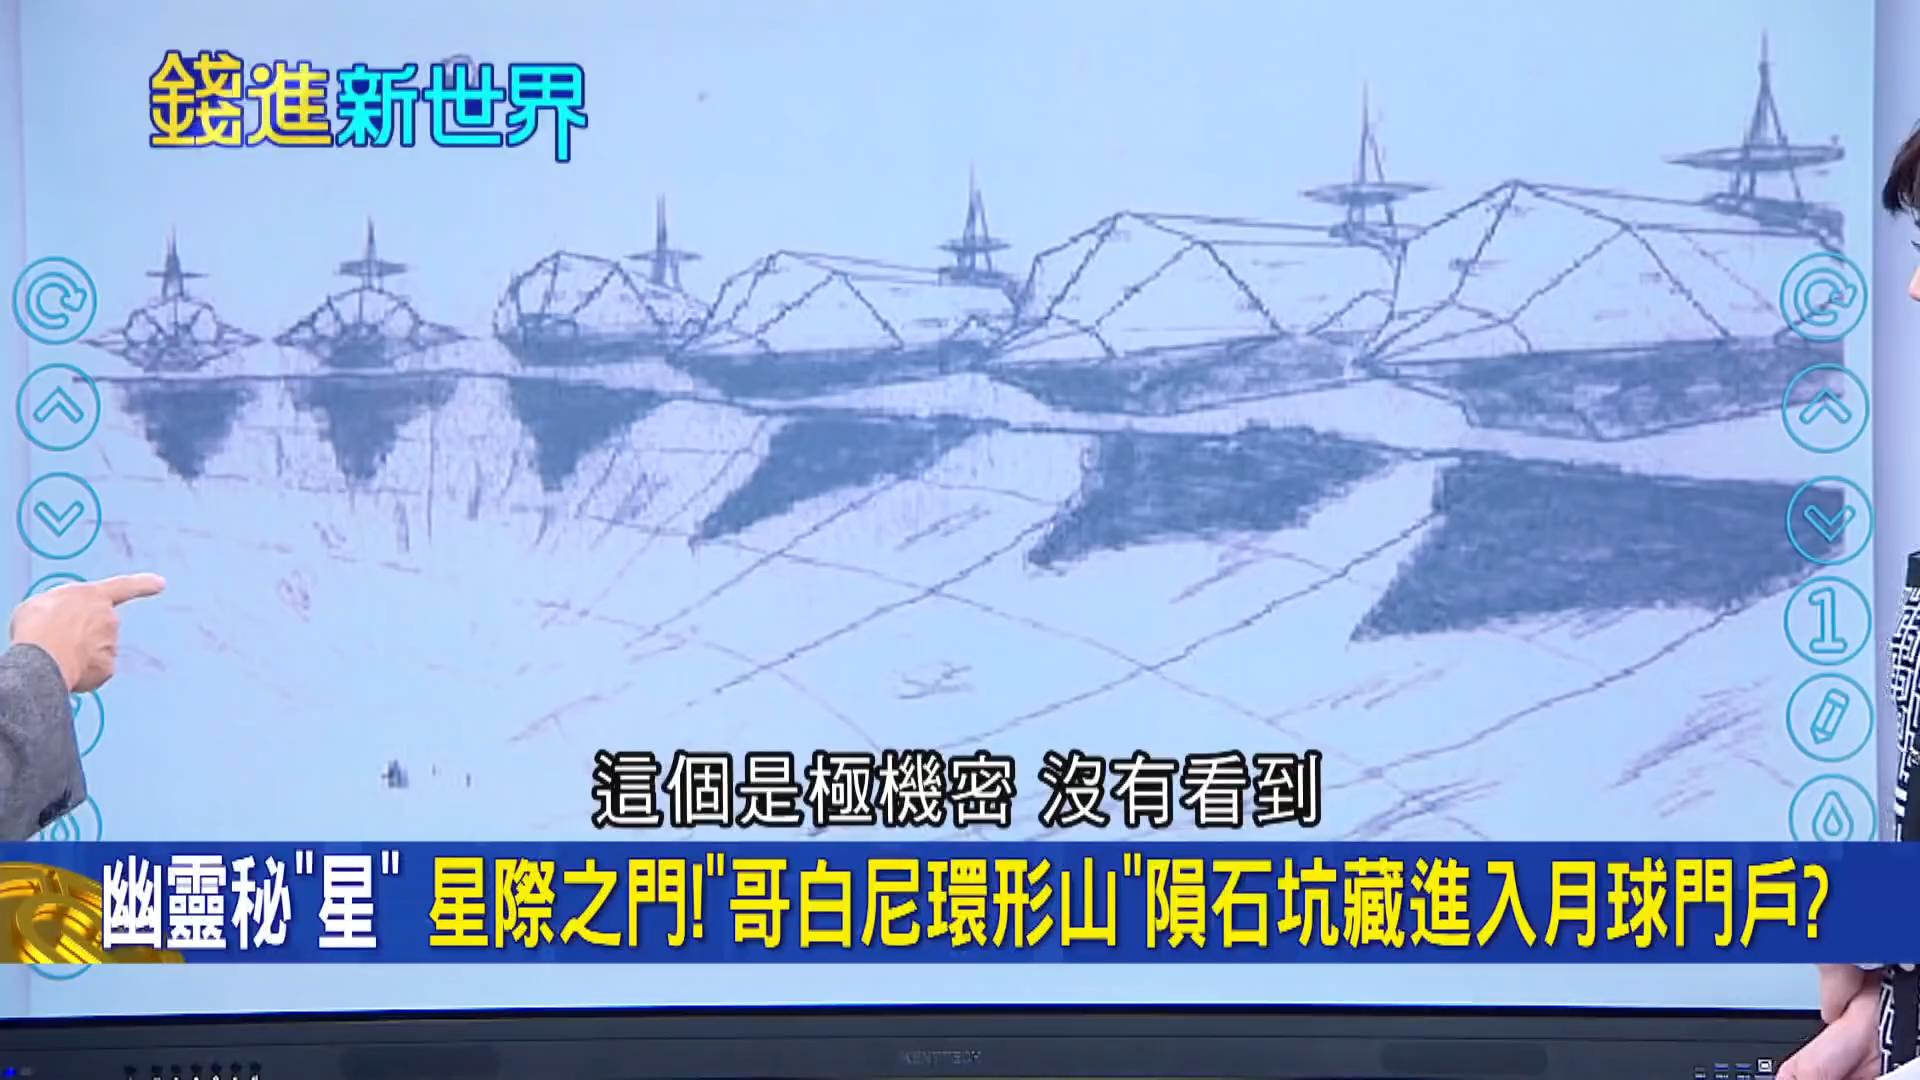 錢進新世界
1
這個是極機密 沒有看到
幽靈秘"星" 星際之門!"哥白尼環形山"隕石坑藏進入月球門戶?